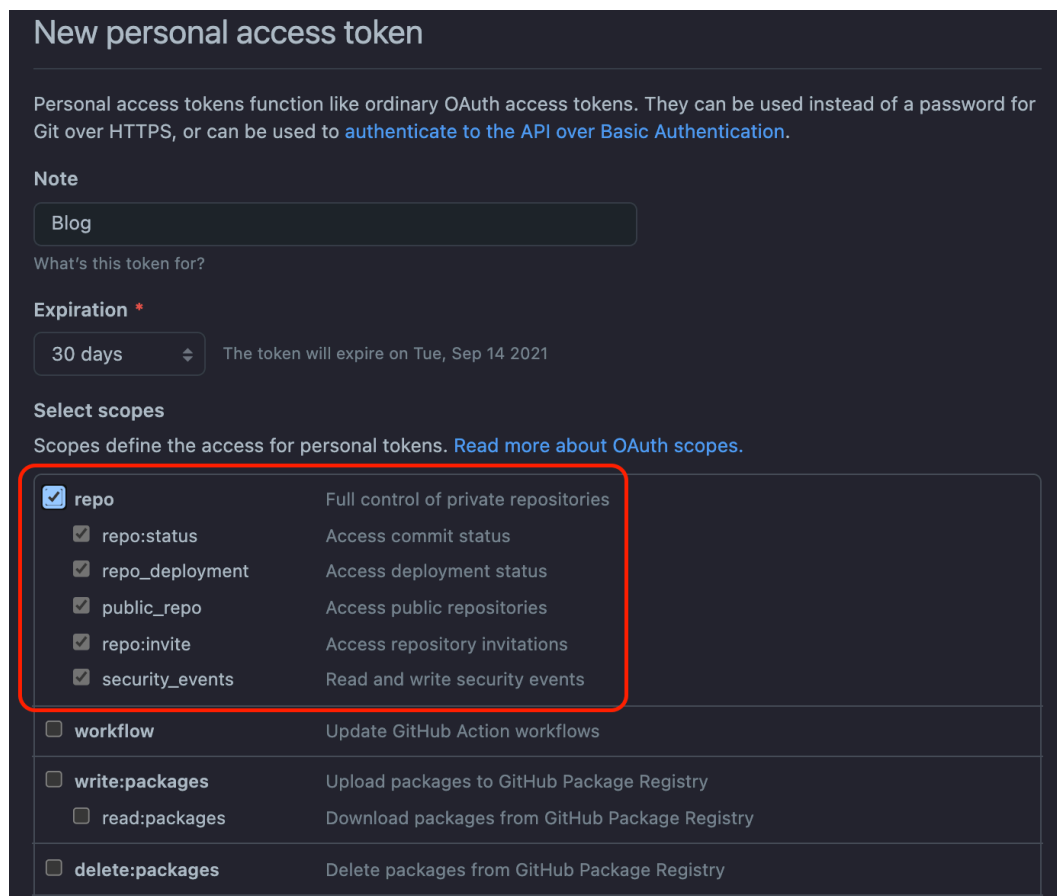 New personal access token
Personal access tokens function like ordinary OAuth access tokens. They can be used instead of a password for
Git over HTTPS, or can be used to authenticate to the API over Basic Authentication.
Note
Blog
What's this token for?
Expiration *
30 days The token will expire on Tue, Sep 14 2021
Select scopes
Scopes define the access for personal tokens. Read more about OAuth scopes.
repo Full control of private repositories
repo:status Access commit status
repo_deployment Access deployment status
public_repo Access public repositories
repo:invite Access repository invitations
security_events Read and write security events
workflow Update GitHub Action workflows
write:packages Upload packages to GitHub Package Registry
read:packages Download packages from GitHub Package Registry
delete:packages Delete packages from GitHub Package Registry